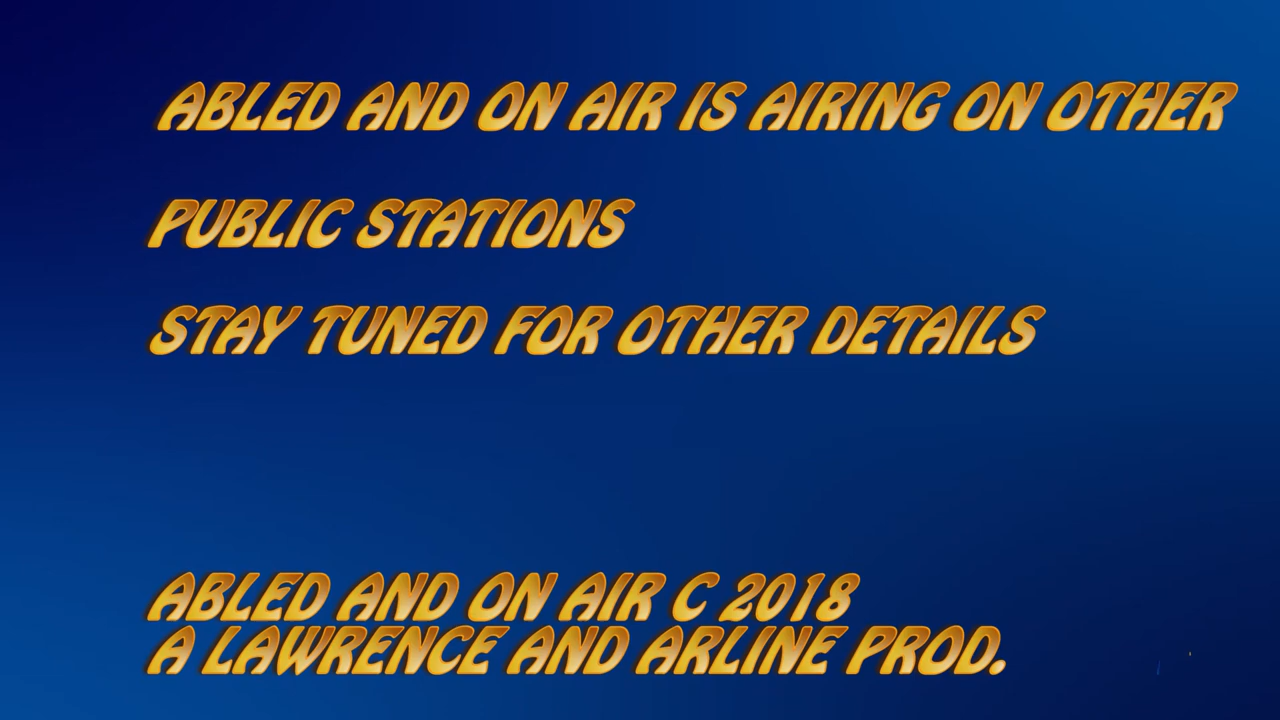 ABLED AND ON AIR IS AIRING ON OTHER
PUBLIC STATIONS
STAY TUNED FOR OTHER DETAILS
ABLED AND ON AIR C 2018
A LAWRENCE AND ARLINE PROD.